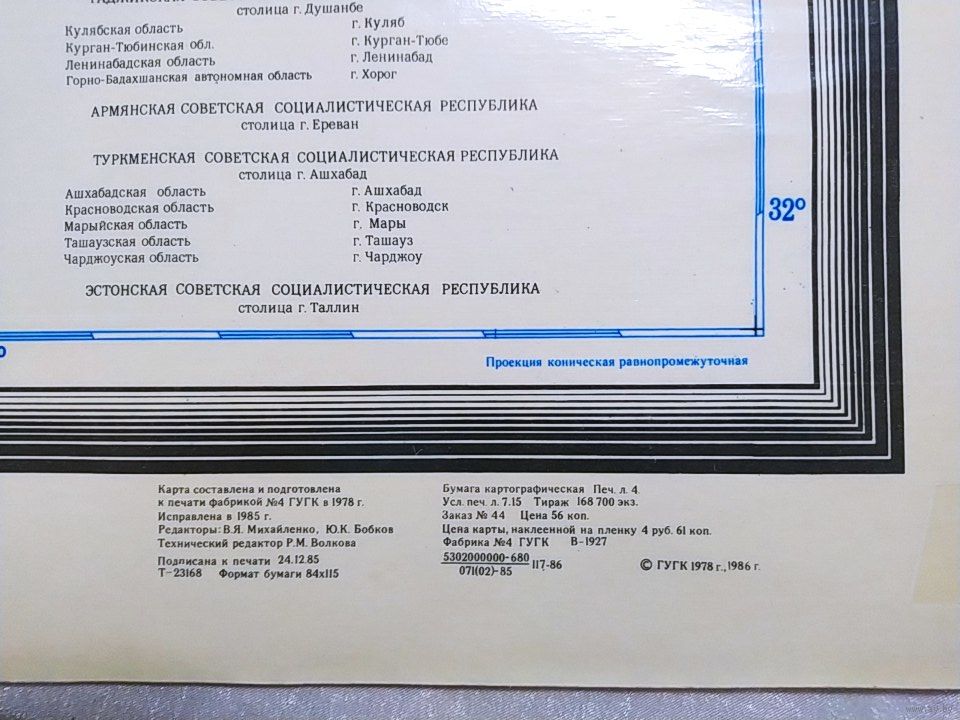 столица г. Душанбе
Кулябская область г. Куляб
Курган-Тюбинская обл. г. Курган-Тюбе
Ленинабадская область г. Ленинабад
Горно-Бадахшанская автономная область г. Хорог
АРМЯНСКАЯ СОВЕТСКАЯ СОЦИАЛИСТИЧЕСКАЯ РЕСПУБЛИКА
столица г. Ереван
ТУРКМЕНСКАЯ СОВЕТСКАЯ СОЦИАЛИСТИЧЕСКАЯ РЕСПУБЛИКА
столица г. Ашхабад
Ашхабадская область г. Ашхабад
Красноводская область г. Красноводск
Марыйская область г. Мары
Ташаузская область г. Ташауз
Чарджоуская область г. Чарджоу
32°
ЭСТОНСКАЯ СОВЕТСКАЯ СОЦИАЛИСТИЧЕСКАЯ РЕСПУБЛИКА
столица г. Таллин
Проекция коническая равнопромежуточная
Карта составлена и подготовлена
к печати фабрикой №4 ГУГК в 1978 г.
Исправлена в 1985 г.
Редакторы: В.Я. Михайленко, Ю.К. Бобков
Технический редактор Р.М. Волкова
Подписана к печати 24.12.85
Т-23168 Формат бумаги 84х115
Бумага картографическая Печ. л. 4.
Усл. печ. л. 7.15 Тираж 168 700 экз.
Заказ № 44 Цена 56 коп.
Цена карты, наклеенной на пленку 4 руб. 61 коп.
Фабрика №4 ГУГК В-1927
5302000000-680
071(02)-85
117-86
© ГУГК 1978 г., 1986 г.